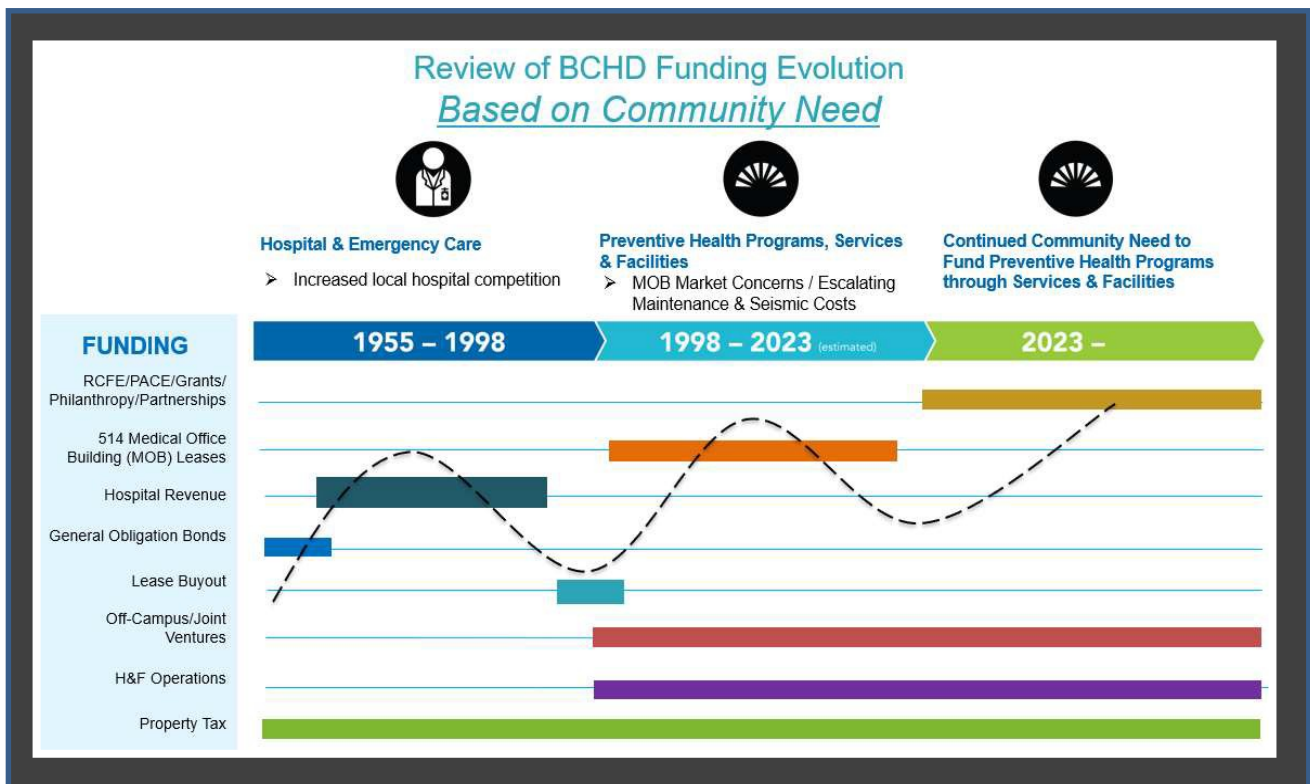 Review of BCHD Funding Evolution
Based on Community Need
Hospital & Emergency Care
➢ Increased local hospital competition
Preventive Health Programs, Services
& Facilities
➢ MOB Market Concerns / Escalating
Maintenance & Seismic Costs
Continued Community Need to
Fund Preventive Health Programs
through Services & Facilities
FUNDING
1955 – 1998
1998 – 2023 (estimated)
2023 –
RCFE/PACE/Grants/
Philanthropy/Partnerships
514 Medical Office
Building (MOB) Leases
Hospital Revenue
General Obligation Bonds
Lease Buyout
Off-Campus/Joint
Ventures
H&F Operations
Property Tax